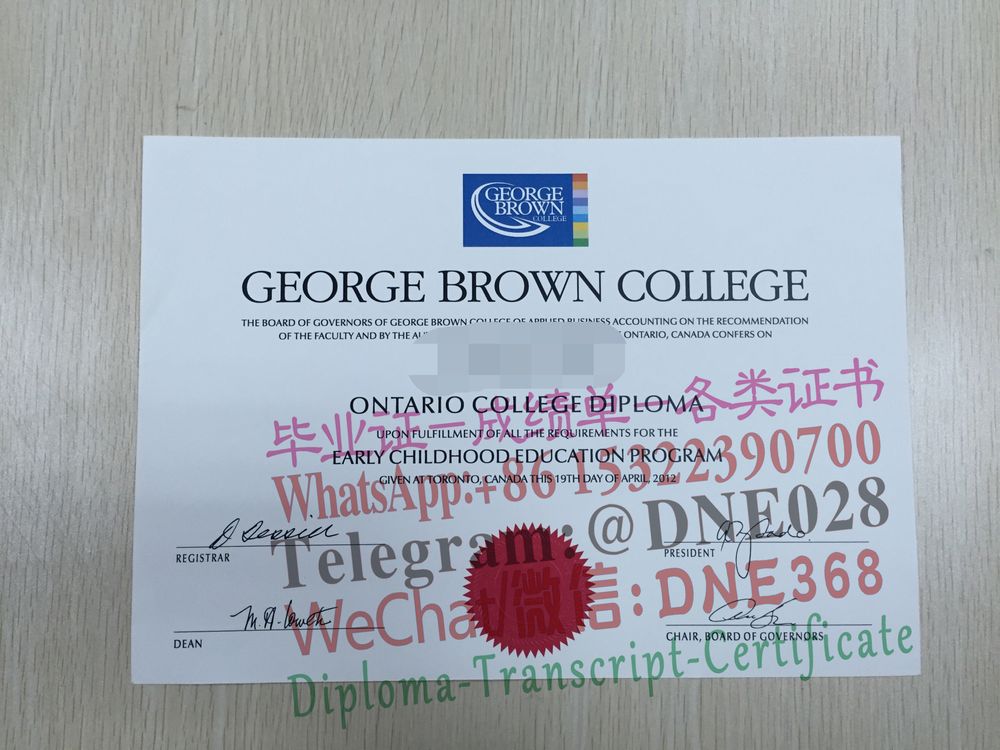 GEORGE
BROWN
COLLEGE
GEORGE BROWN COLLEGE
THE BOARD OF GOVERNORS OF GEORGE BROWN COLLEGE OF APPLIED BUSINESS ACCOUNTING ON THE RECOMMENDATION
OF THE FACULTY AND BY THE ONTARIO, CANADA CONFERS ON
ONTARIO COLLEGE DIPLOMA
毕业证—成绩单—各类证书
UPON FULFILLMENT OF ALL THE REQUIREMENTS FOR THE
EARLY CHILDHOOD EDUCATION PROGRAM
WhatsApp:+86 15322390700
GIVEN AT TORONTO, CANADA THIS 19TH DAY OF APRIL, 2012
Telegram: @DNE028
REGISTRAR
PRESIDENT
WeChat/微信:DNE368
DEAN
CHAIR, BOARD OF GOVERNORS
Diploma-Transcript-Certificate